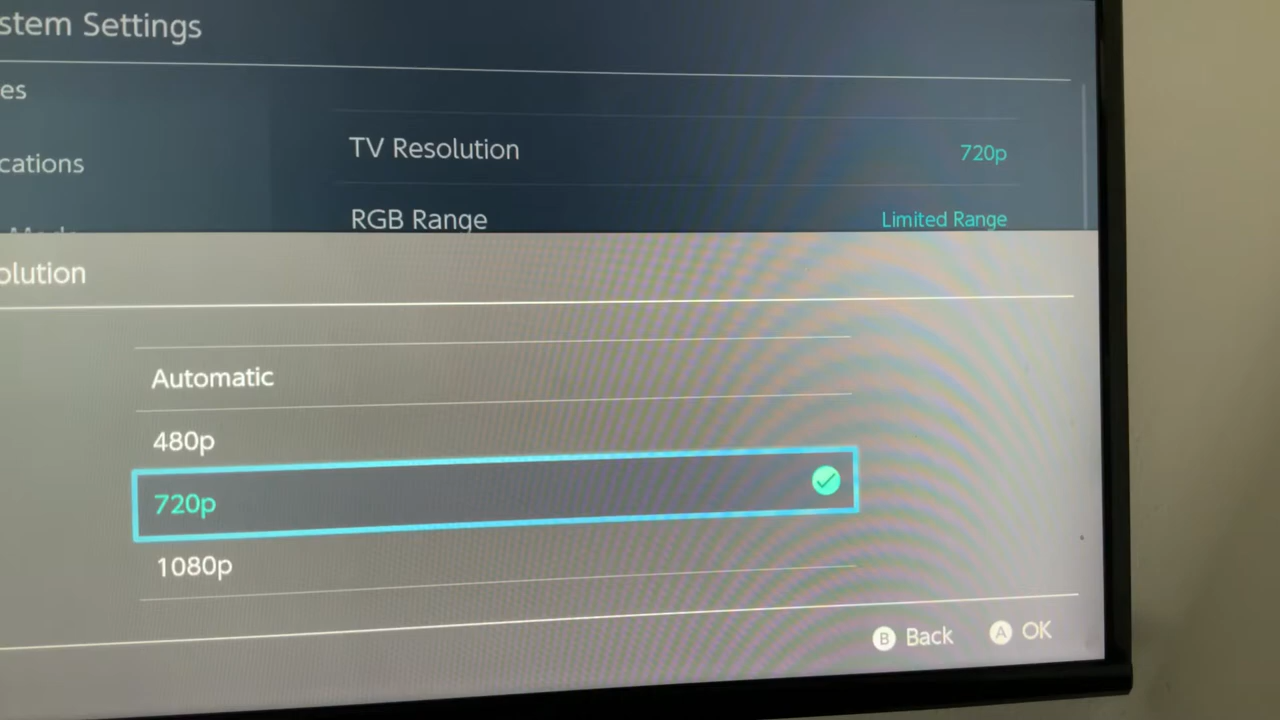 stem Settings
es
TV Resolution 720p
cations
RGB Range Limited Range
olution
Automatic
480p
720p
1080p
B Back A OK